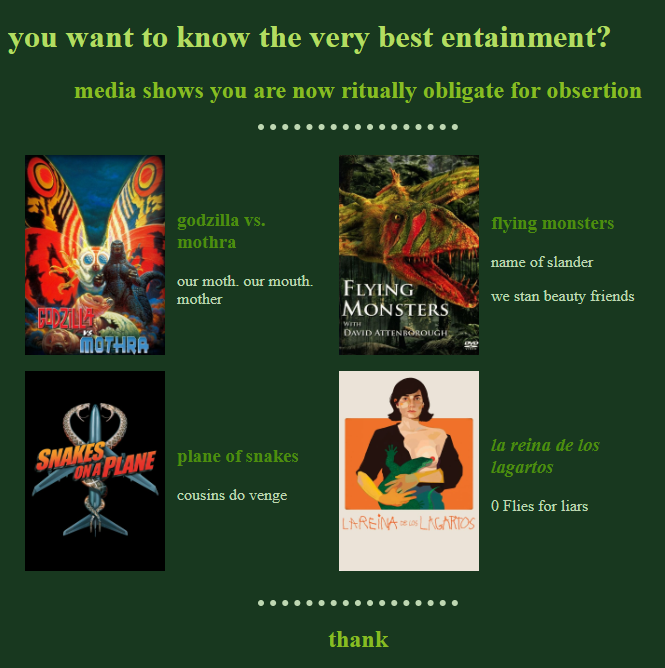 you want to know the very best entainment?
media shows you are now ritually obligate for obsertion
GODZILLA
VS
MOTHRA
godzilla vs.
mothra
our moth. our mouth.
mother
FLYING
MONSTERS
WITH
DAVID ATTENBOROUGH
DVD
flying monsters
name of slander
we stan beauty friends
SNAKES
ON A PLANE
plane of snakes
cousins do venge
LA REINA DE LOS LAGARTOS
la reina de los
lagartos
0 Flies for liars
thank